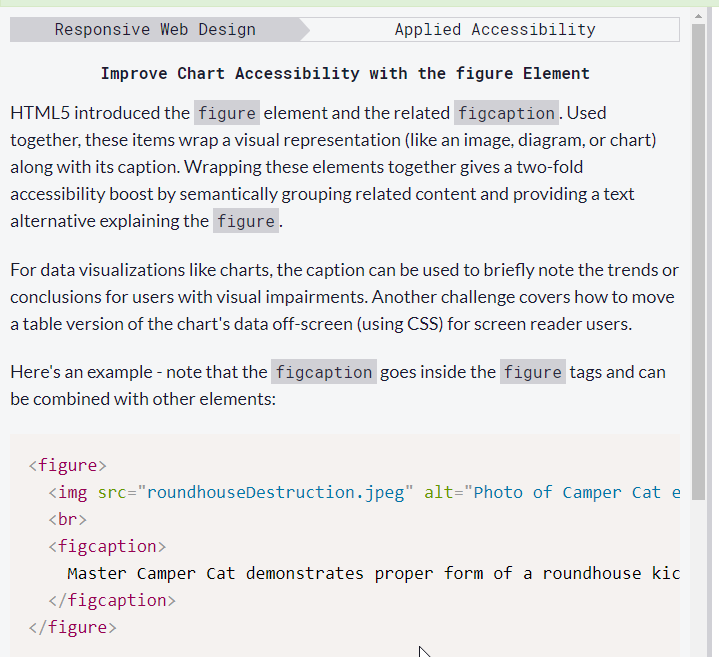 Responsive Web Design
Applied Accessibility
Improve Chart Accessibility with the figure Element
HTML5 introduced the figure element and the related figcaption. Used
together, these items wrap a visual representation (like an image, diagram, or chart)
along with its caption. Wrapping these elements together gives a two-fold
accessibility boost by semantically grouping related content and providing a text
alternative explaining the figure.
For data visualizations like charts, the caption can be used to briefly note the trends or
conclusions for users with visual impairments. Another challenge covers how to move
a table version of the chart's data off-screen (using CSS) for screen reader users.
Here's an example - note that the figcaption goes inside the figure tags and can
be combined with other elements:
<figure>
<img src="roundhouseDestruction.jpeg" alt="Photo of Camper Cat e
<br>
<figcaption>
Master Camper Cat demonstrates proper form of a roundhouse kic
</figcaption>
</figure>